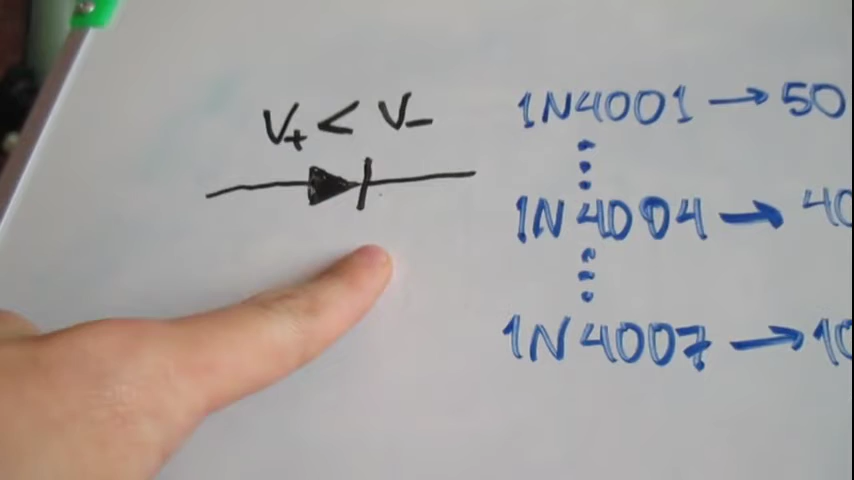 V+ < V-
1N4001 → 50
1N4004 → 40
1N4007 → 10